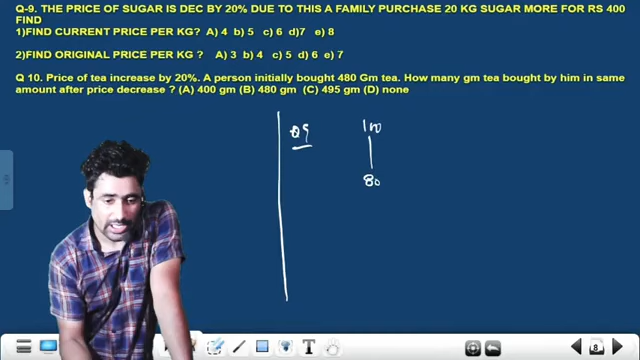 Q-9. THE PRICE OF SUGAR IS DEC BY 20% DUE TO THIS A FAMILY PURCHASE 20 KG SUGAR MORE FOR RS 400
FIND
1)FIND CURRENT PRICE PER KG? A) 4 b) 5 c) 6 d)7 e) 8
2)FIND ORIGINAL PRICE PER KG ? A) 3 b) 4 c) 5 d) 6 e) 7
Q 10. Price of tea increase by 20%. A person initially bought 480 Gm tea. How many gm tea bought by him in same
amount after price decrease ? (A) 400 gm (B) 480 gm (C) 495 gm (D) none
Q9 100
80
T 8